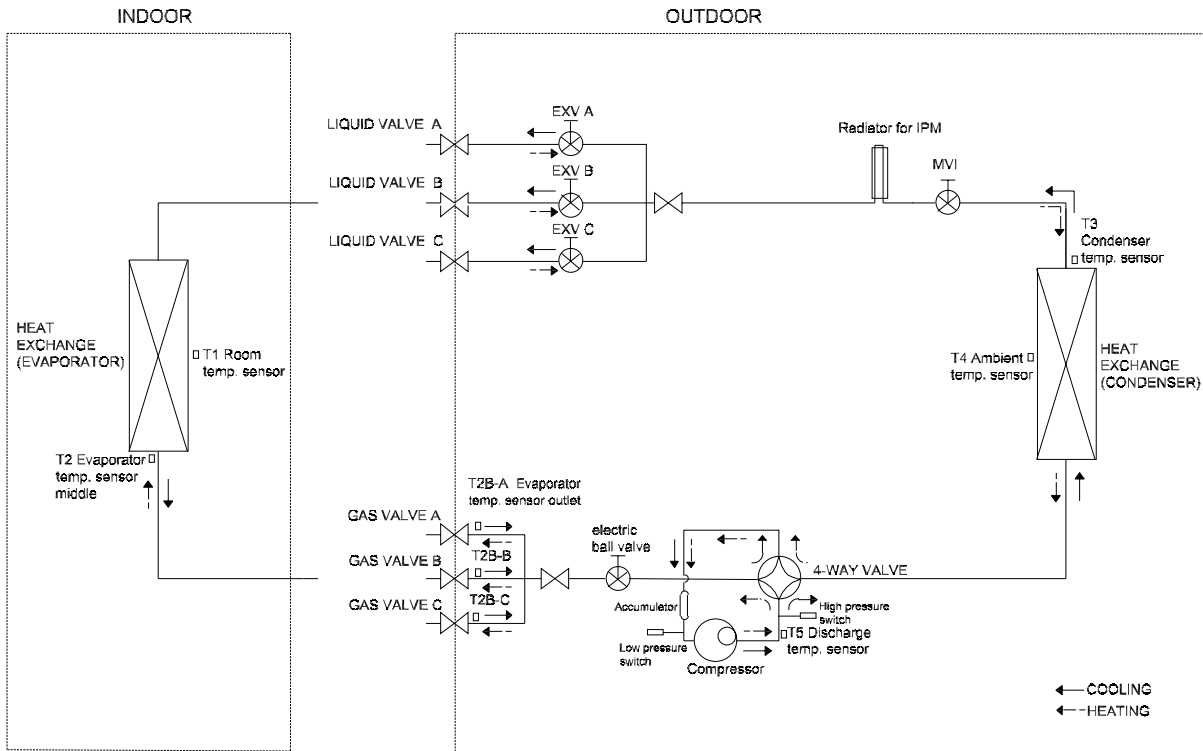 INDOOR
OUTDOOR
EXV A
LIQUID VALVE A
EXV B
LIQUID VALVE B
EXV C
LIQUID VALVE C
Radiator for IPM
MVI
T3
Condenser
temp. sensor
HEAT
EXCHANGE
(EVAPORATOR)
T1 Room
temp. sensor
T4 Ambient
temp. sensor
HEAT
EXCHANGE
(CONDENSER)
T2 Evaporator
temp. sensor
middle
T2B-A Evaporator
temp. sensor outlet
GAS VALVE A
GAS VALVE B
T2B-B
GAS VALVE C
T2B-C
electric
ball valve
4-WAY VALVE
Accumulator
High pressure
switch
Low pressure
switch
T5 Discharge
temp. sensor
Compressor
COOLING
HEATING